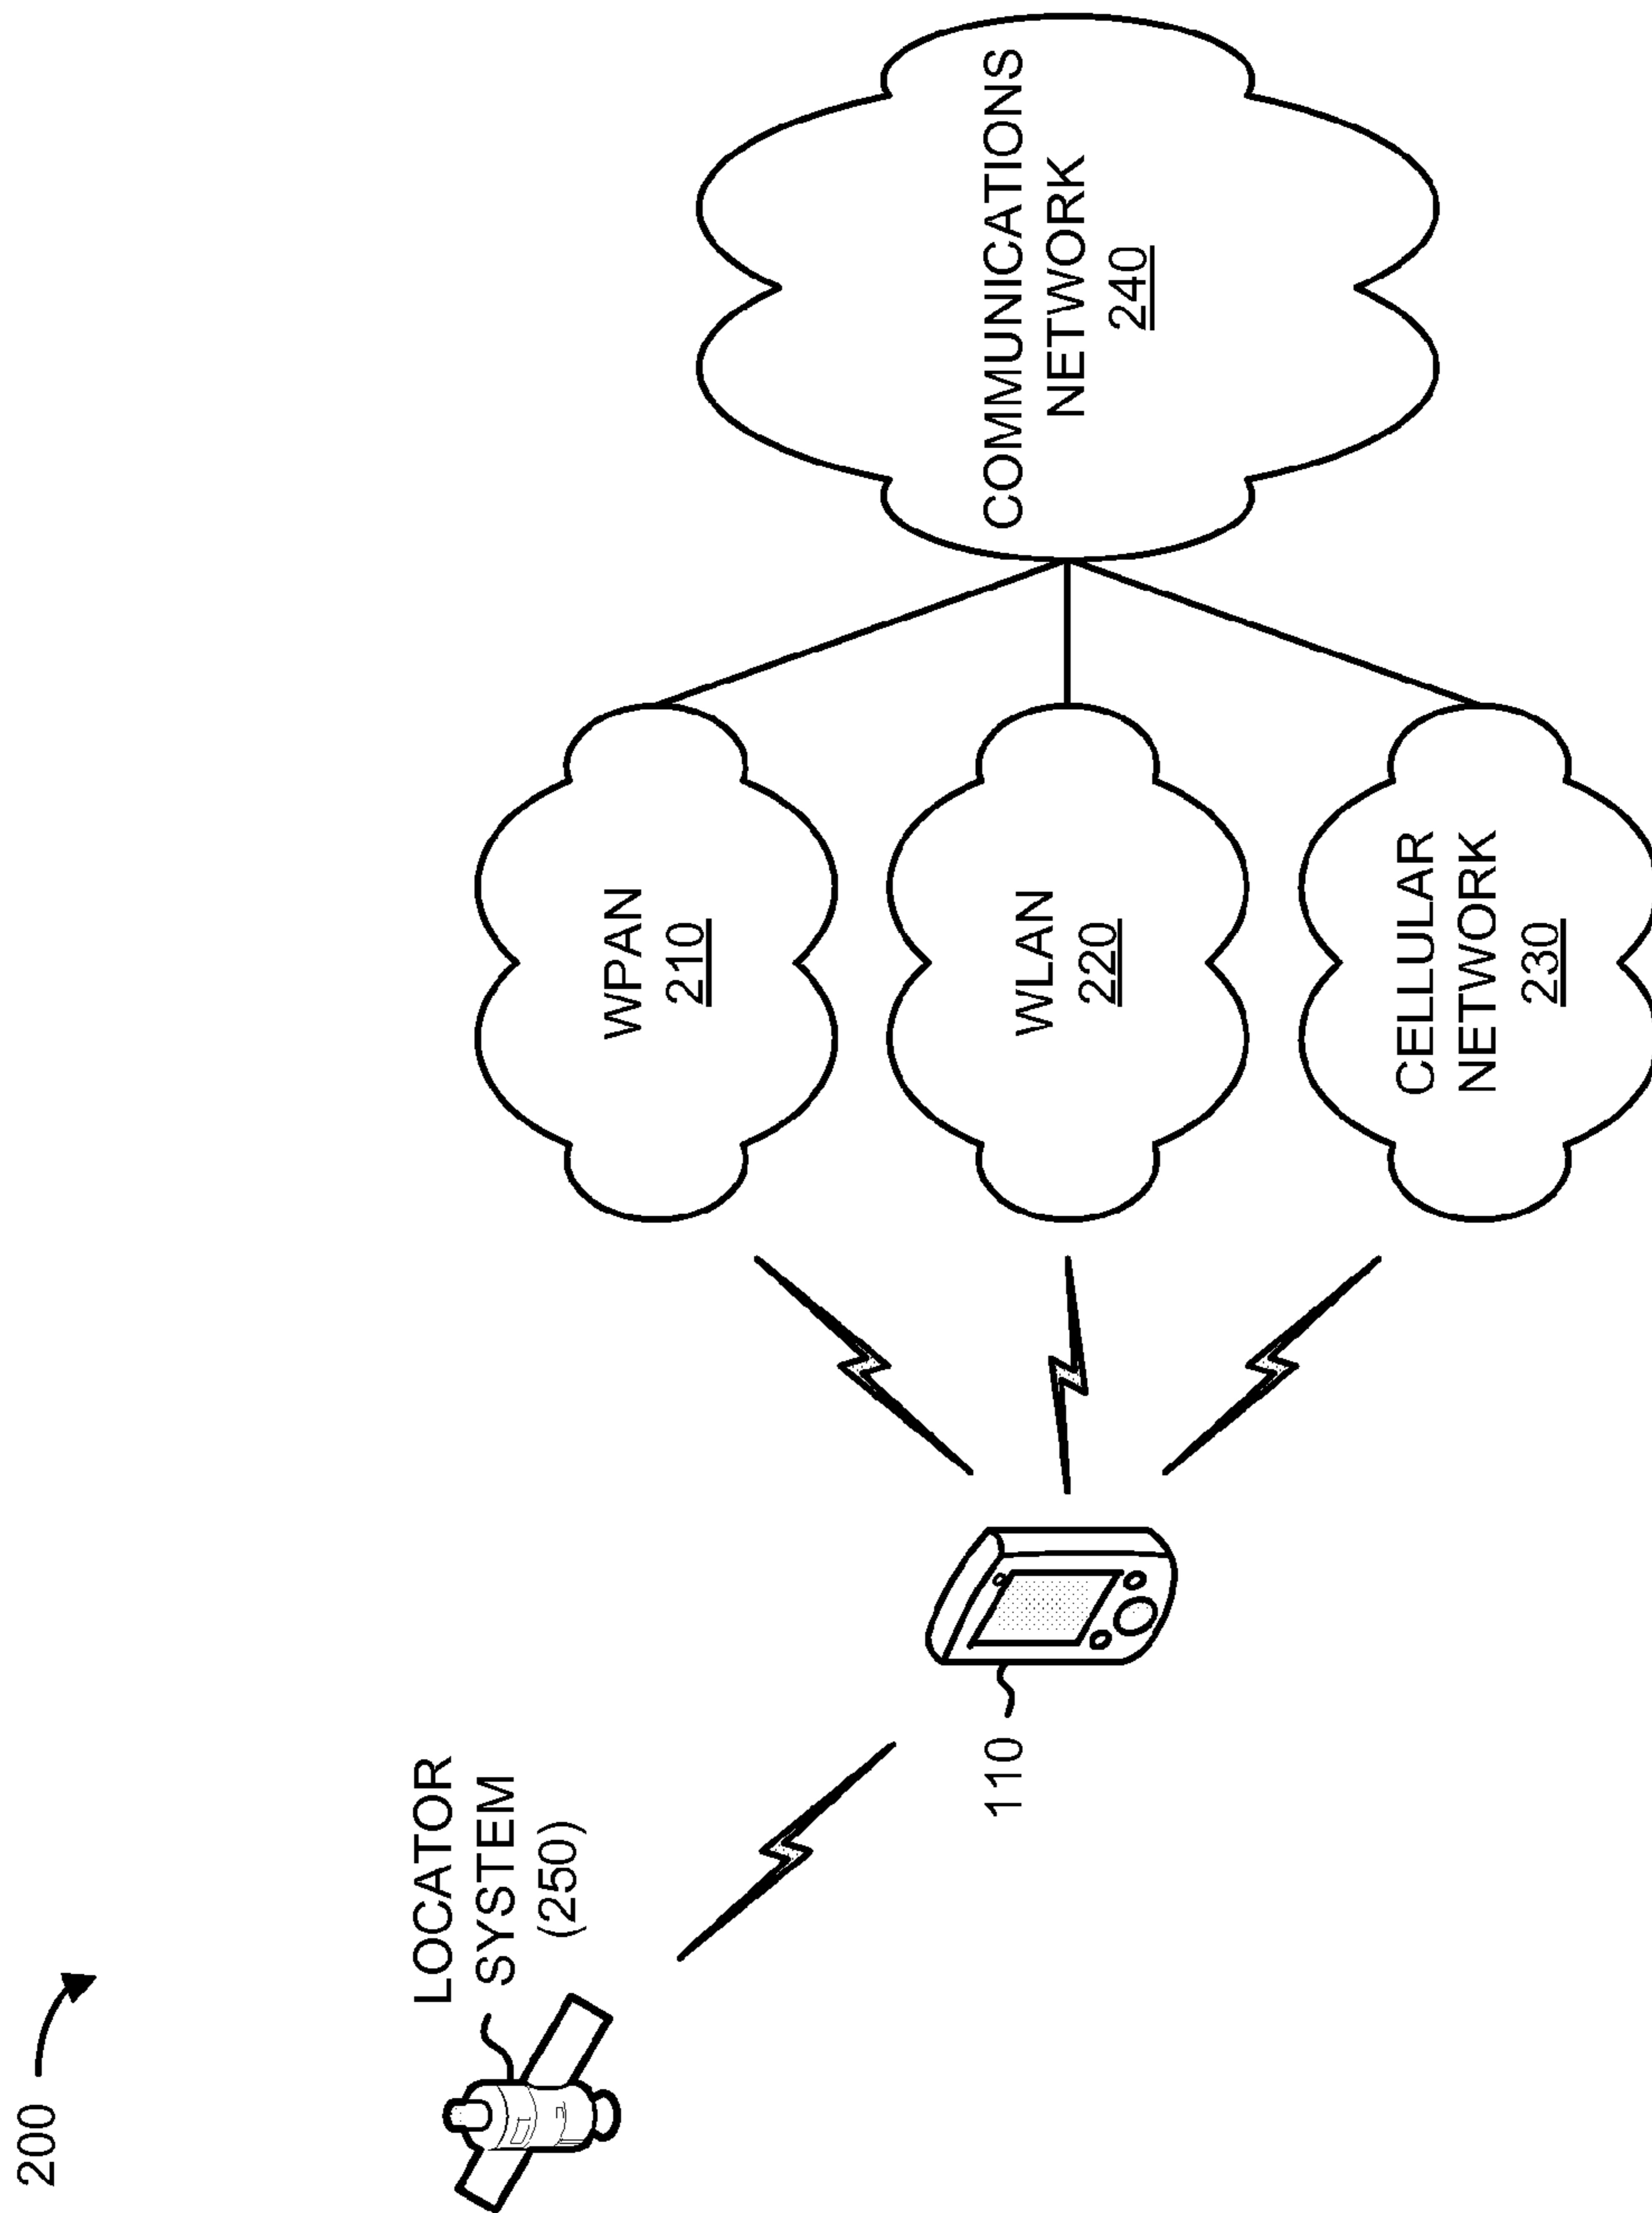 200
LOCATOR
SYSTEM
(250)
110
WPAN
210
WLAN
220
CELLULAR
NETWORK
230
COMMUNICATIONS
NETWORK
240